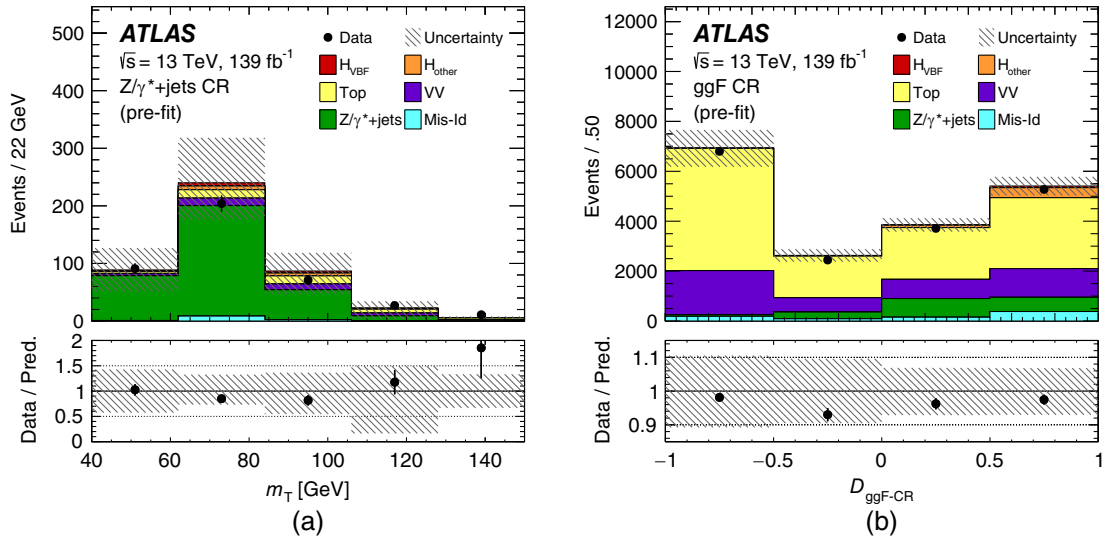 Events / 22 GeV
500
400
300
200
100
0
ATLAS
√s = 13 TeV, 139 fb⁻¹
Z/γ*+jets CR
(pre-fit)
Data
Uncertainty
H_VBF
H_other
Top
VV
Z/γ*+jets
Mis-Id
Data / Pred.
2
1.5
1
0.5
0
40
60
80
100
120
140
m_T [GeV]
(a)
Events / .50
12000
10000
8000
6000
4000
2000
0
ATLAS
√s = 13 TeV, 139 fb⁻¹
ggF CR
(pre-fit)
Data
Uncertainty
H_VBF
H_other
Top
VV
Z/γ*+jets
Mis-Id
Data / Pred.
1.1
1
0.9
−1
−0.5
0
0.5
1
D_ggF-CR
(b)